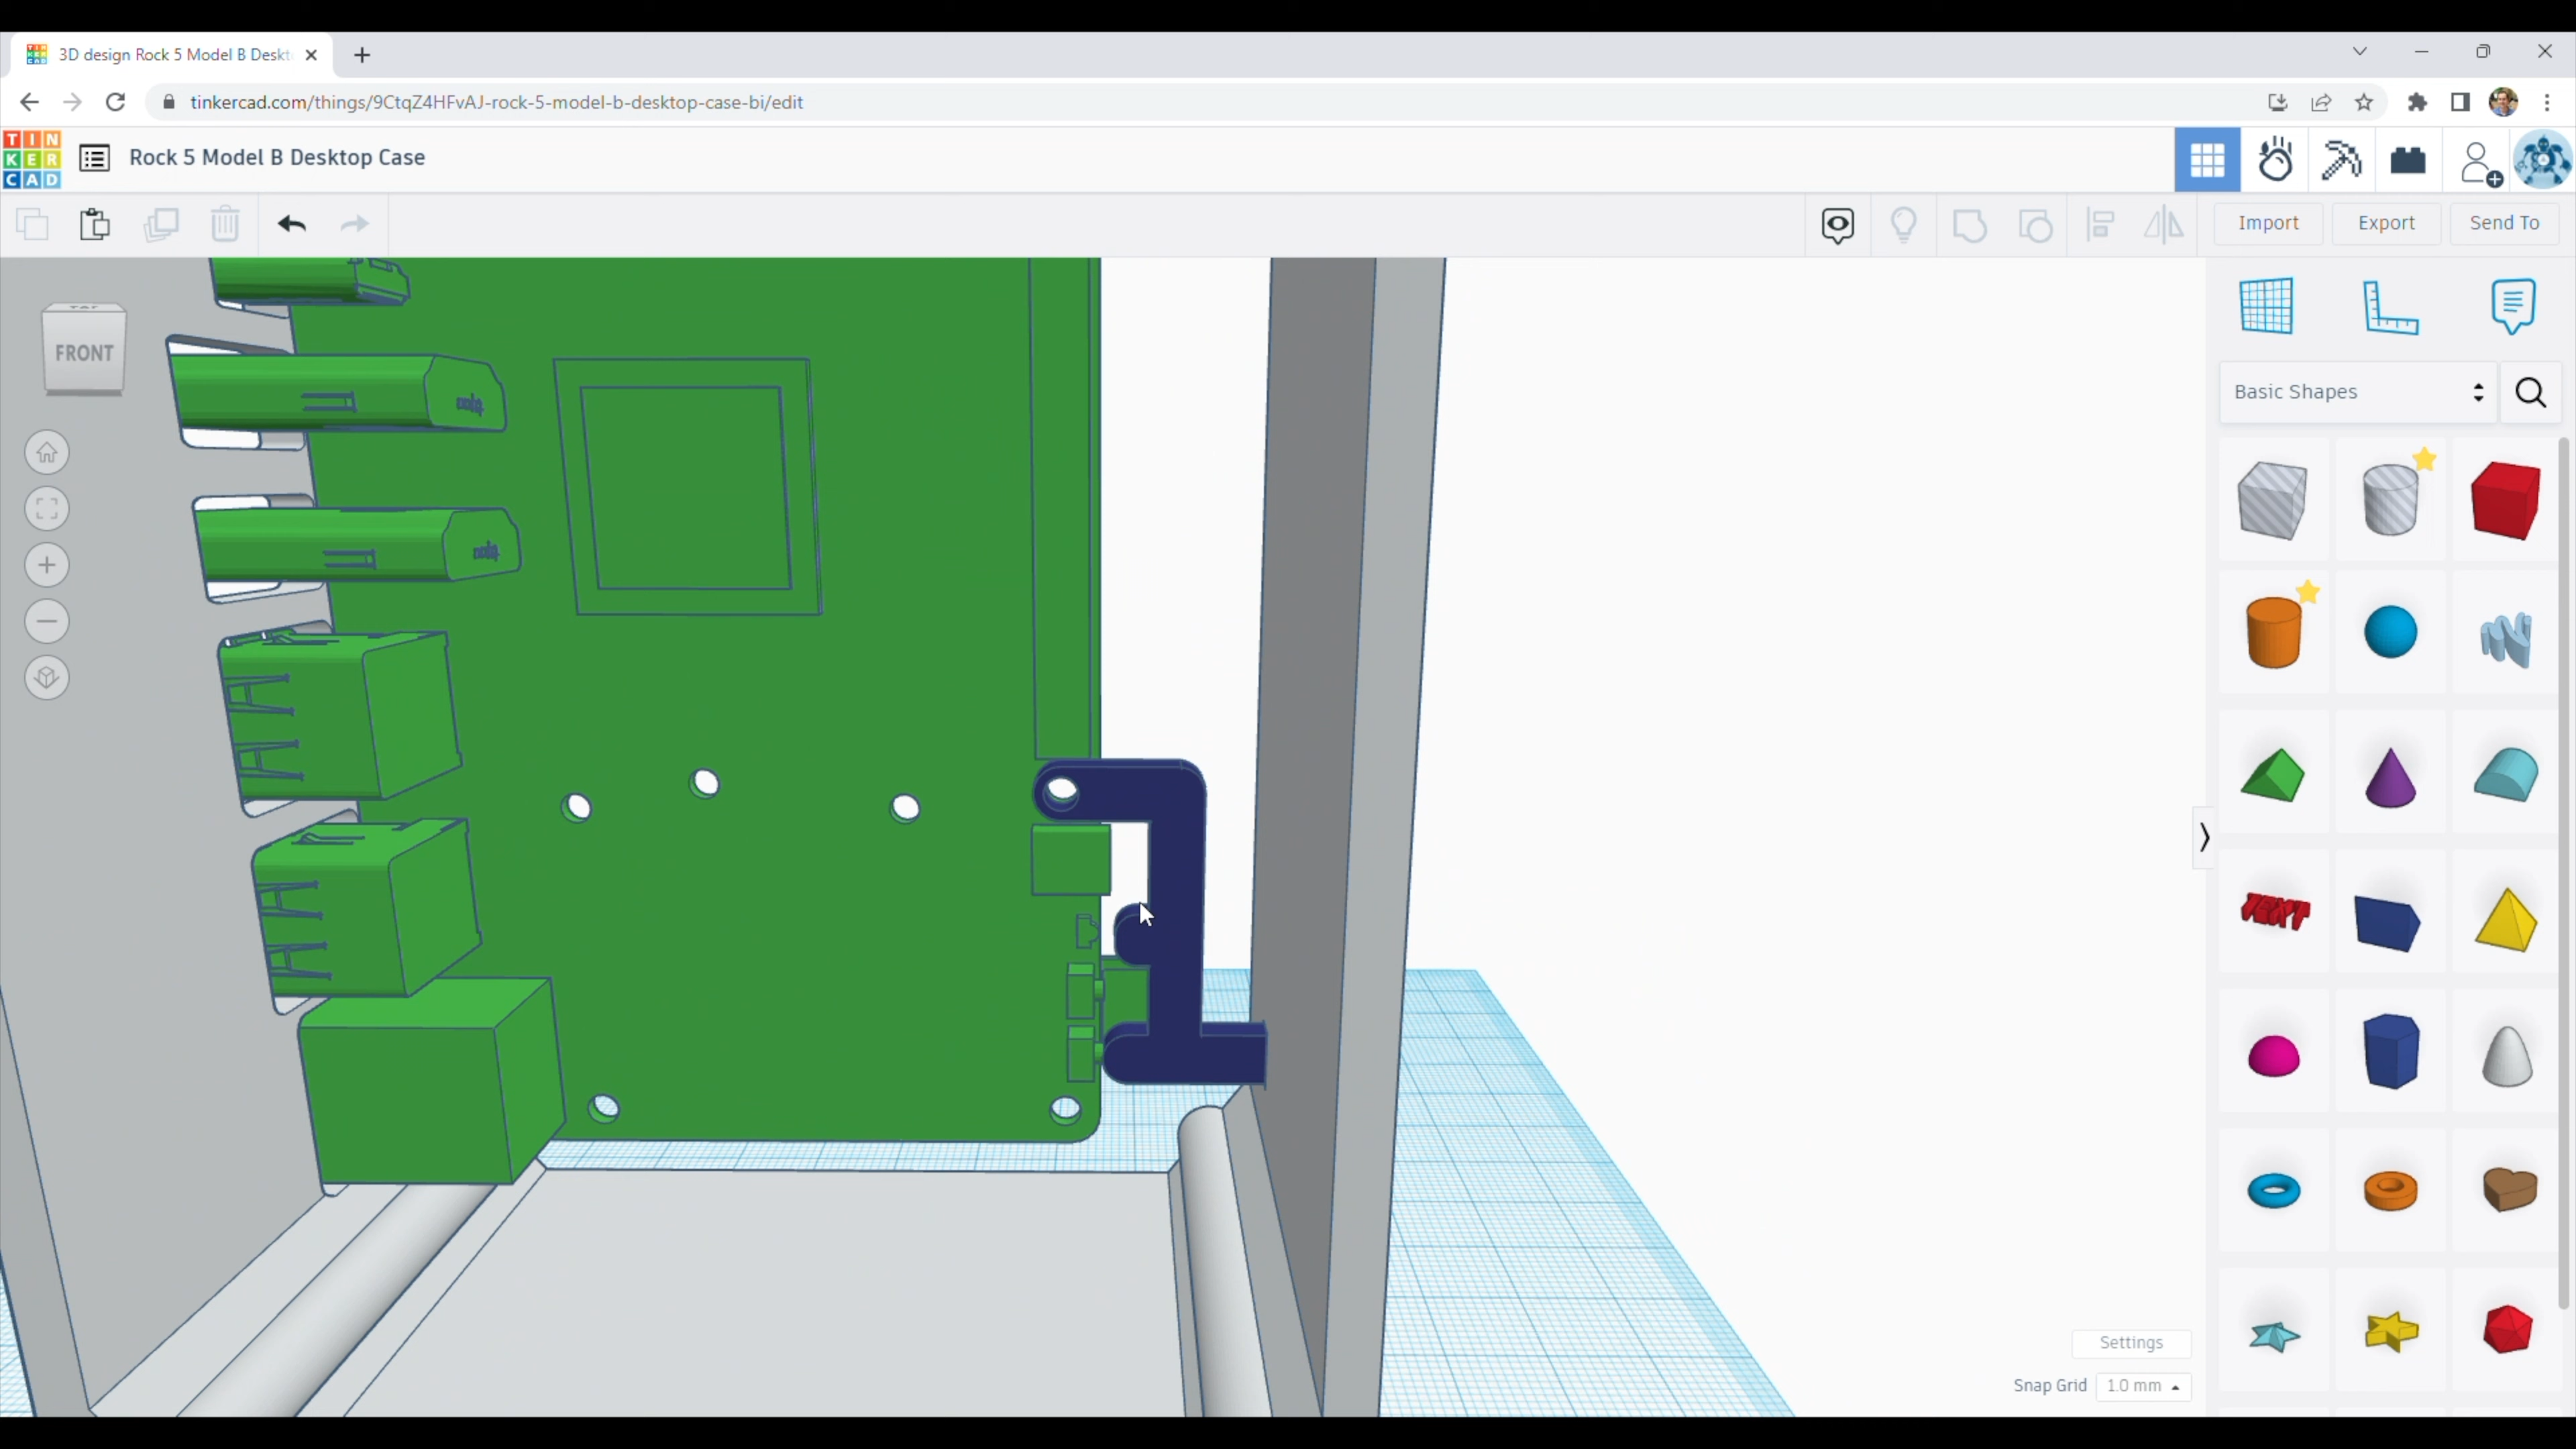 3D design Rock 5 Model B Deskt
tinkercad.com/things/9CtqZ4HFvAJ-rock-5-model-b-desktop-case-bi/edit
TIN
KER
CAD
Rock 5 Model B Desktop Case
Import
Export
Send To
FRONT
Basic Shapes
TEXT
Settings
Snap Grid
1.0 mm